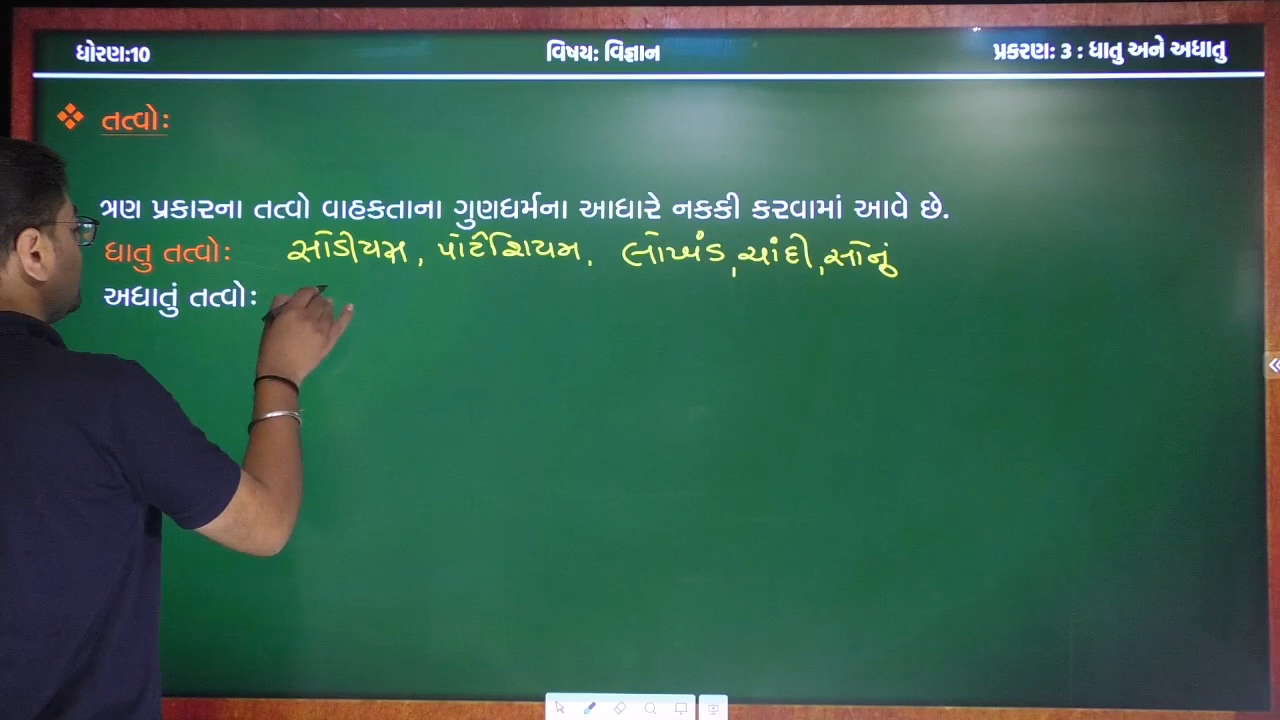 ધોરણ:10 વિષય: વિજ્ઞાન પ્રકરણ: 3 : ધાતુ અને અધાતુ
❖ તત્વોઃ
ત્રણ પ્રકારના તત્વો વાહકતાના ગુણધર્મના આધારે નકકી કરવામાં આવે છે.
ધાતુ તત્વોઃ સોડીયમ, પોટેશિયમ, લોખંડ, ચાંદી, સોનું
અધાતું તત્વોઃ